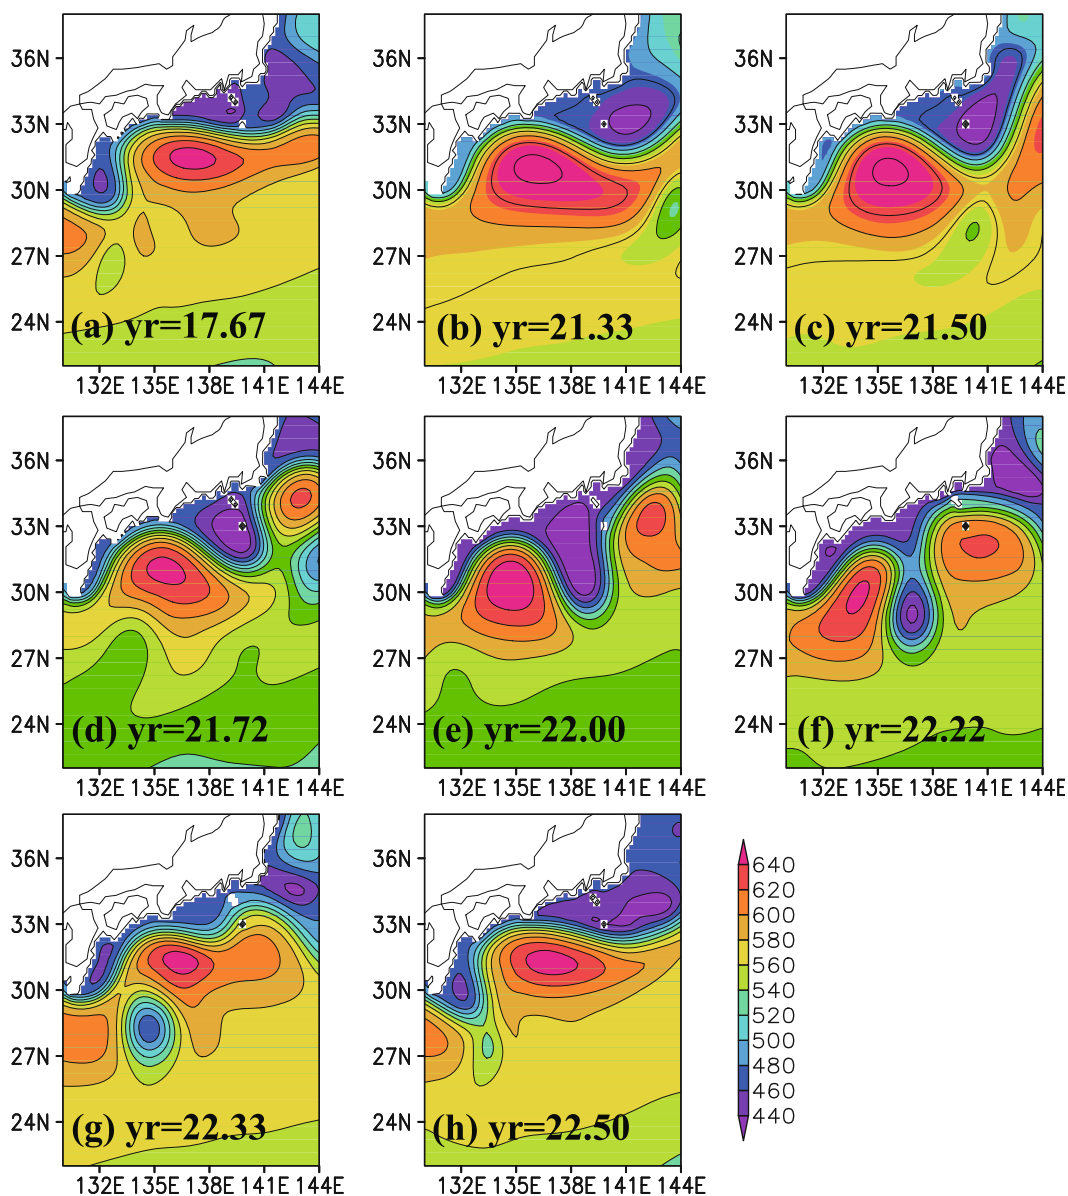 36N
33N
30N
27N
24N
(a) yr=17.67
132E 135E 138E 141E 144E
36N
33N
30N
27N
24N
(b) yr=21.33
132E 135E 138E 141E 144E
36N
33N
30N
27N
24N
(c) yr=21.50
132E 135E 138E 141E 144E
36N
33N
30N
27N
24N
(d) yr=21.72
132E 135E 138E 141E 144E
36N
33N
30N
27N
24N
(e) yr=22.00
132E 135E 138E 141E 144E
36N
33N
30N
27N
24N
(f) yr=22.22
132E 135E 138E 141E 144E
36N
33N
30N
27N
24N
(g) yr=22.33
132E 135E 138E 141E 144E
36N
33N
30N
27N
24N
(h) yr=22.50
132E 135E 138E 141E 144E
640
620
600
580
560
540
520
500
480
460
440